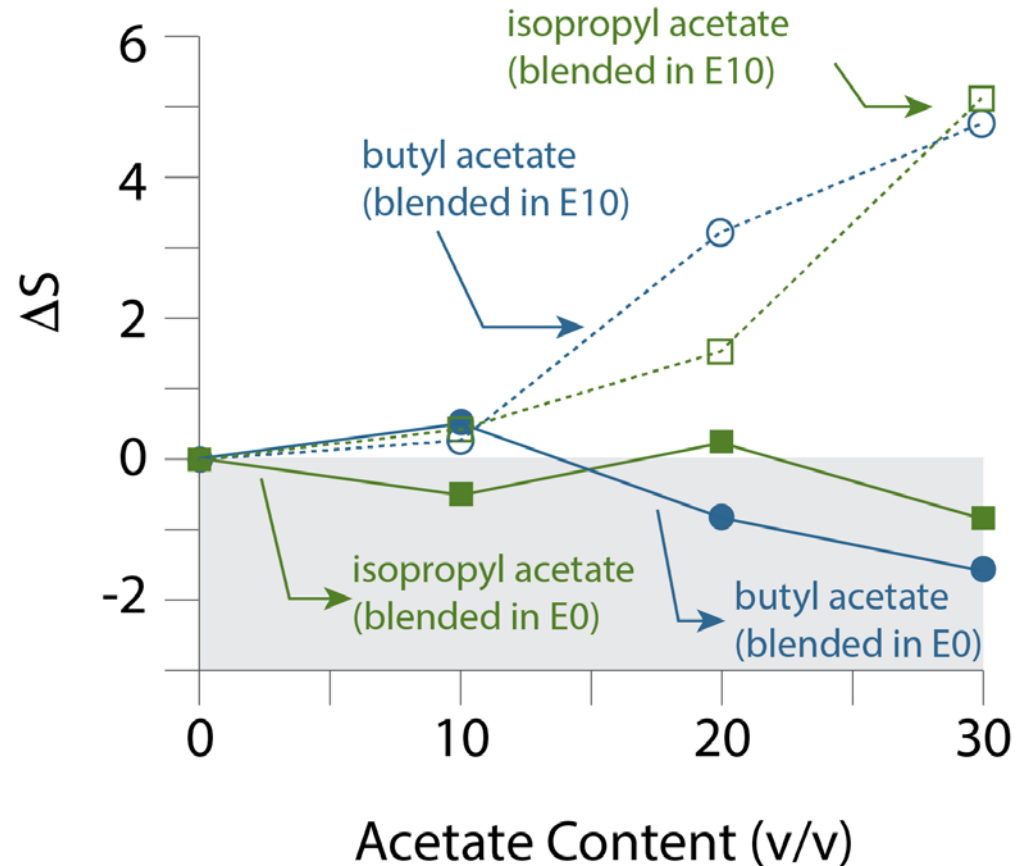 isopropyl acetate
(blended in E10)
butyl acetate
(blended in E10)
6
4
2
0
-2
ΔS
isopropyl acetate
(blended in E0)
butyl acetate
(blended in E0)
0 10 20 30
Acetate Content (v/v)